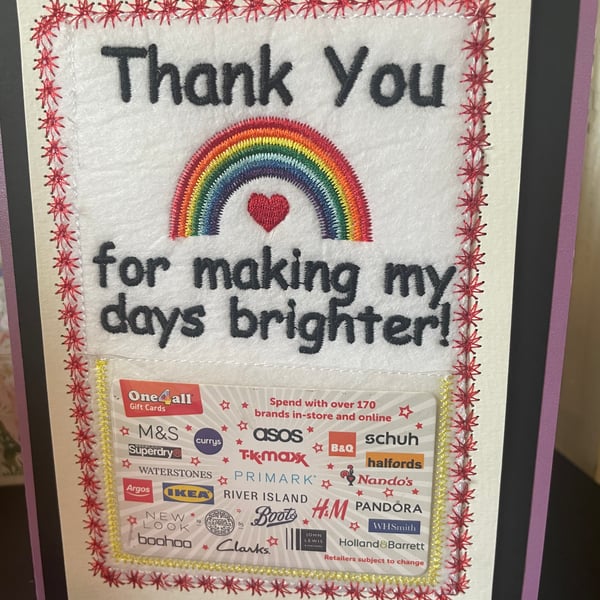 Thank You
for making my
days brighter!
One4all
Gift Cards
Spend with over 170
brands in-store and online
M&S currys asos B&Q schuh
Superdry T·K·maxx halfords
WATERSTONES PRIMARK Nando's
Argos IKEA RIVER ISLAND H&M PANDÓRA
NEW LOOK Boots WHSmith
boohoo Clarks JOHN LEWIS Holland&Barrett
Retailers subject to change